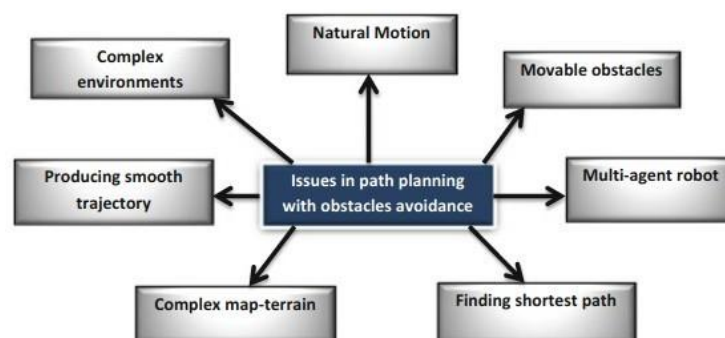 Natural Motion
Complex
environments
Movable obstacles
Producing smooth
trajectory
Issues in path planning
with obstacles avoidance
Multi-agent robot
Complex map-terrain
Finding shortest path